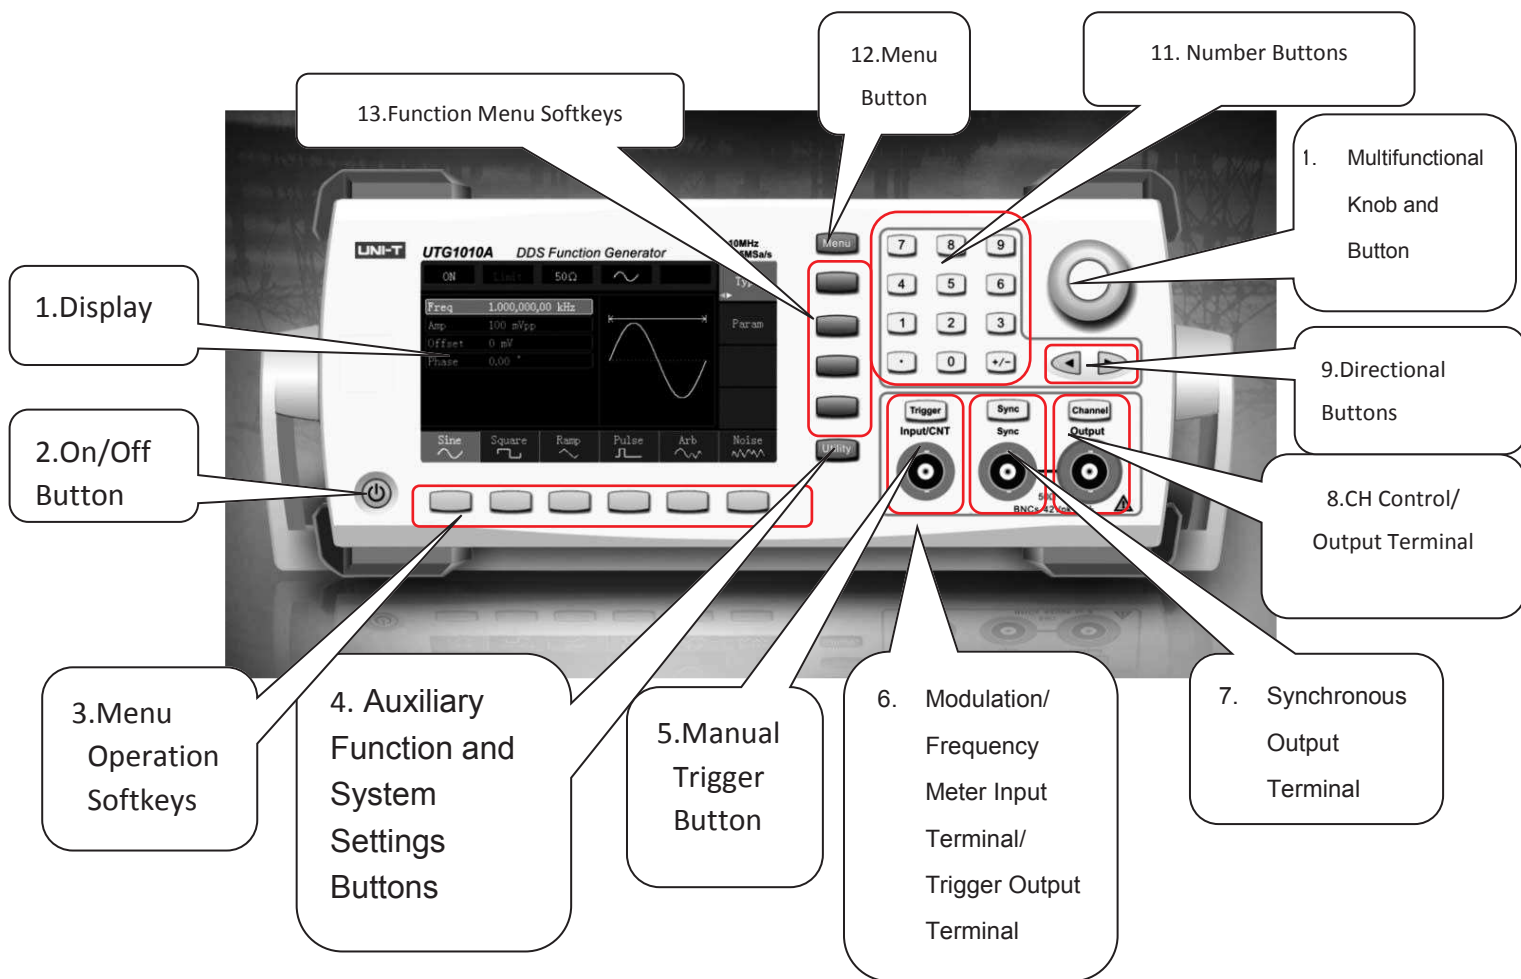 12.Menu
Button
11. Number Buttons
13.Function Menu Softkeys
1. Multifunctional
Knob and
Button
UNI-T
UTG1010A DDS Function Generator
10MHz
MSa/s
Menu
7 8 9
4 5 6
1 2 3
· 0 +/−
ON Limit 50Ω
Freq 1.000,000,00 kHz
Amp 100 mVpp
Offset 0 mV
Phase 0.00 °
Param
Sine Square Ramp Pulse Arb Noise
Utility
Trigger Sync Channel
Input/CNT Sync Output
1.Display
2.On/Off
Button
9.Directional
Buttons
8.CH Control/
Output Terminal
3.Menu
Operation
Softkeys
4. Auxiliary
Function and
System
Settings
Buttons
5.Manual
Trigger
Button
6. Modulation/
Frequency
Meter Input
Terminal/
Trigger Output
Terminal
7. Synchronous
Output
Terminal